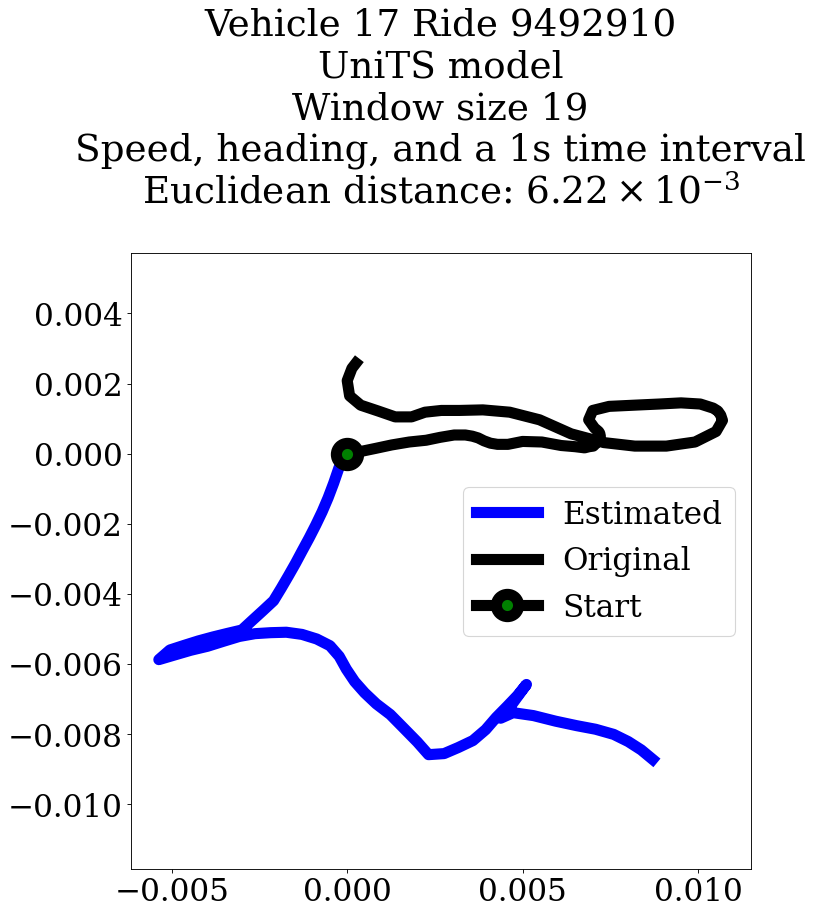 Vehicle 17 Ride 9492910
UniTS model
Window size 19
Speed, heading, and a 1s time interval
Euclidean distance: 6.22 × 10⁻³
0.004
0.002
0.000
−0.002
−0.004
−0.006
−0.008
−0.010
Estimated
Original
Start
−0.005 0.000 0.005 0.010